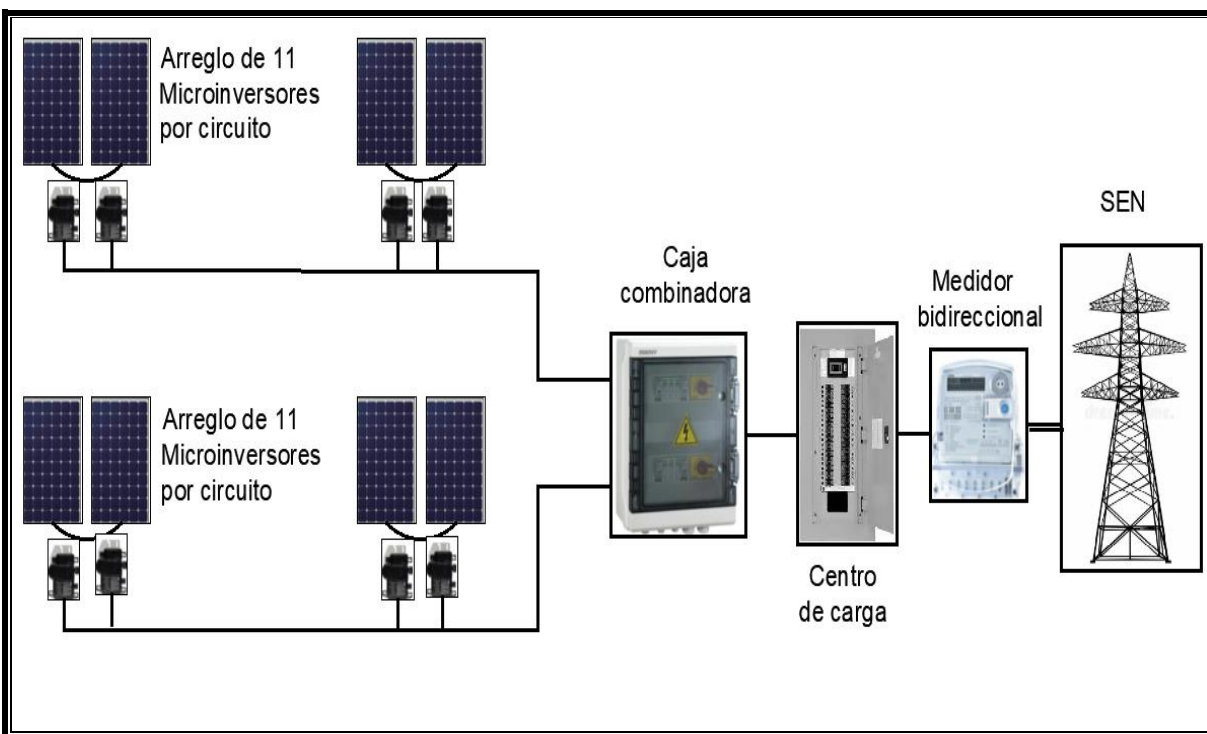 Arreglo de 11
Microinversores
por circuito
Arreglo de 11
Microinversores
por circuito
Caja
combinadora
Centro
de carga
Medidor
bidireccional
SEN